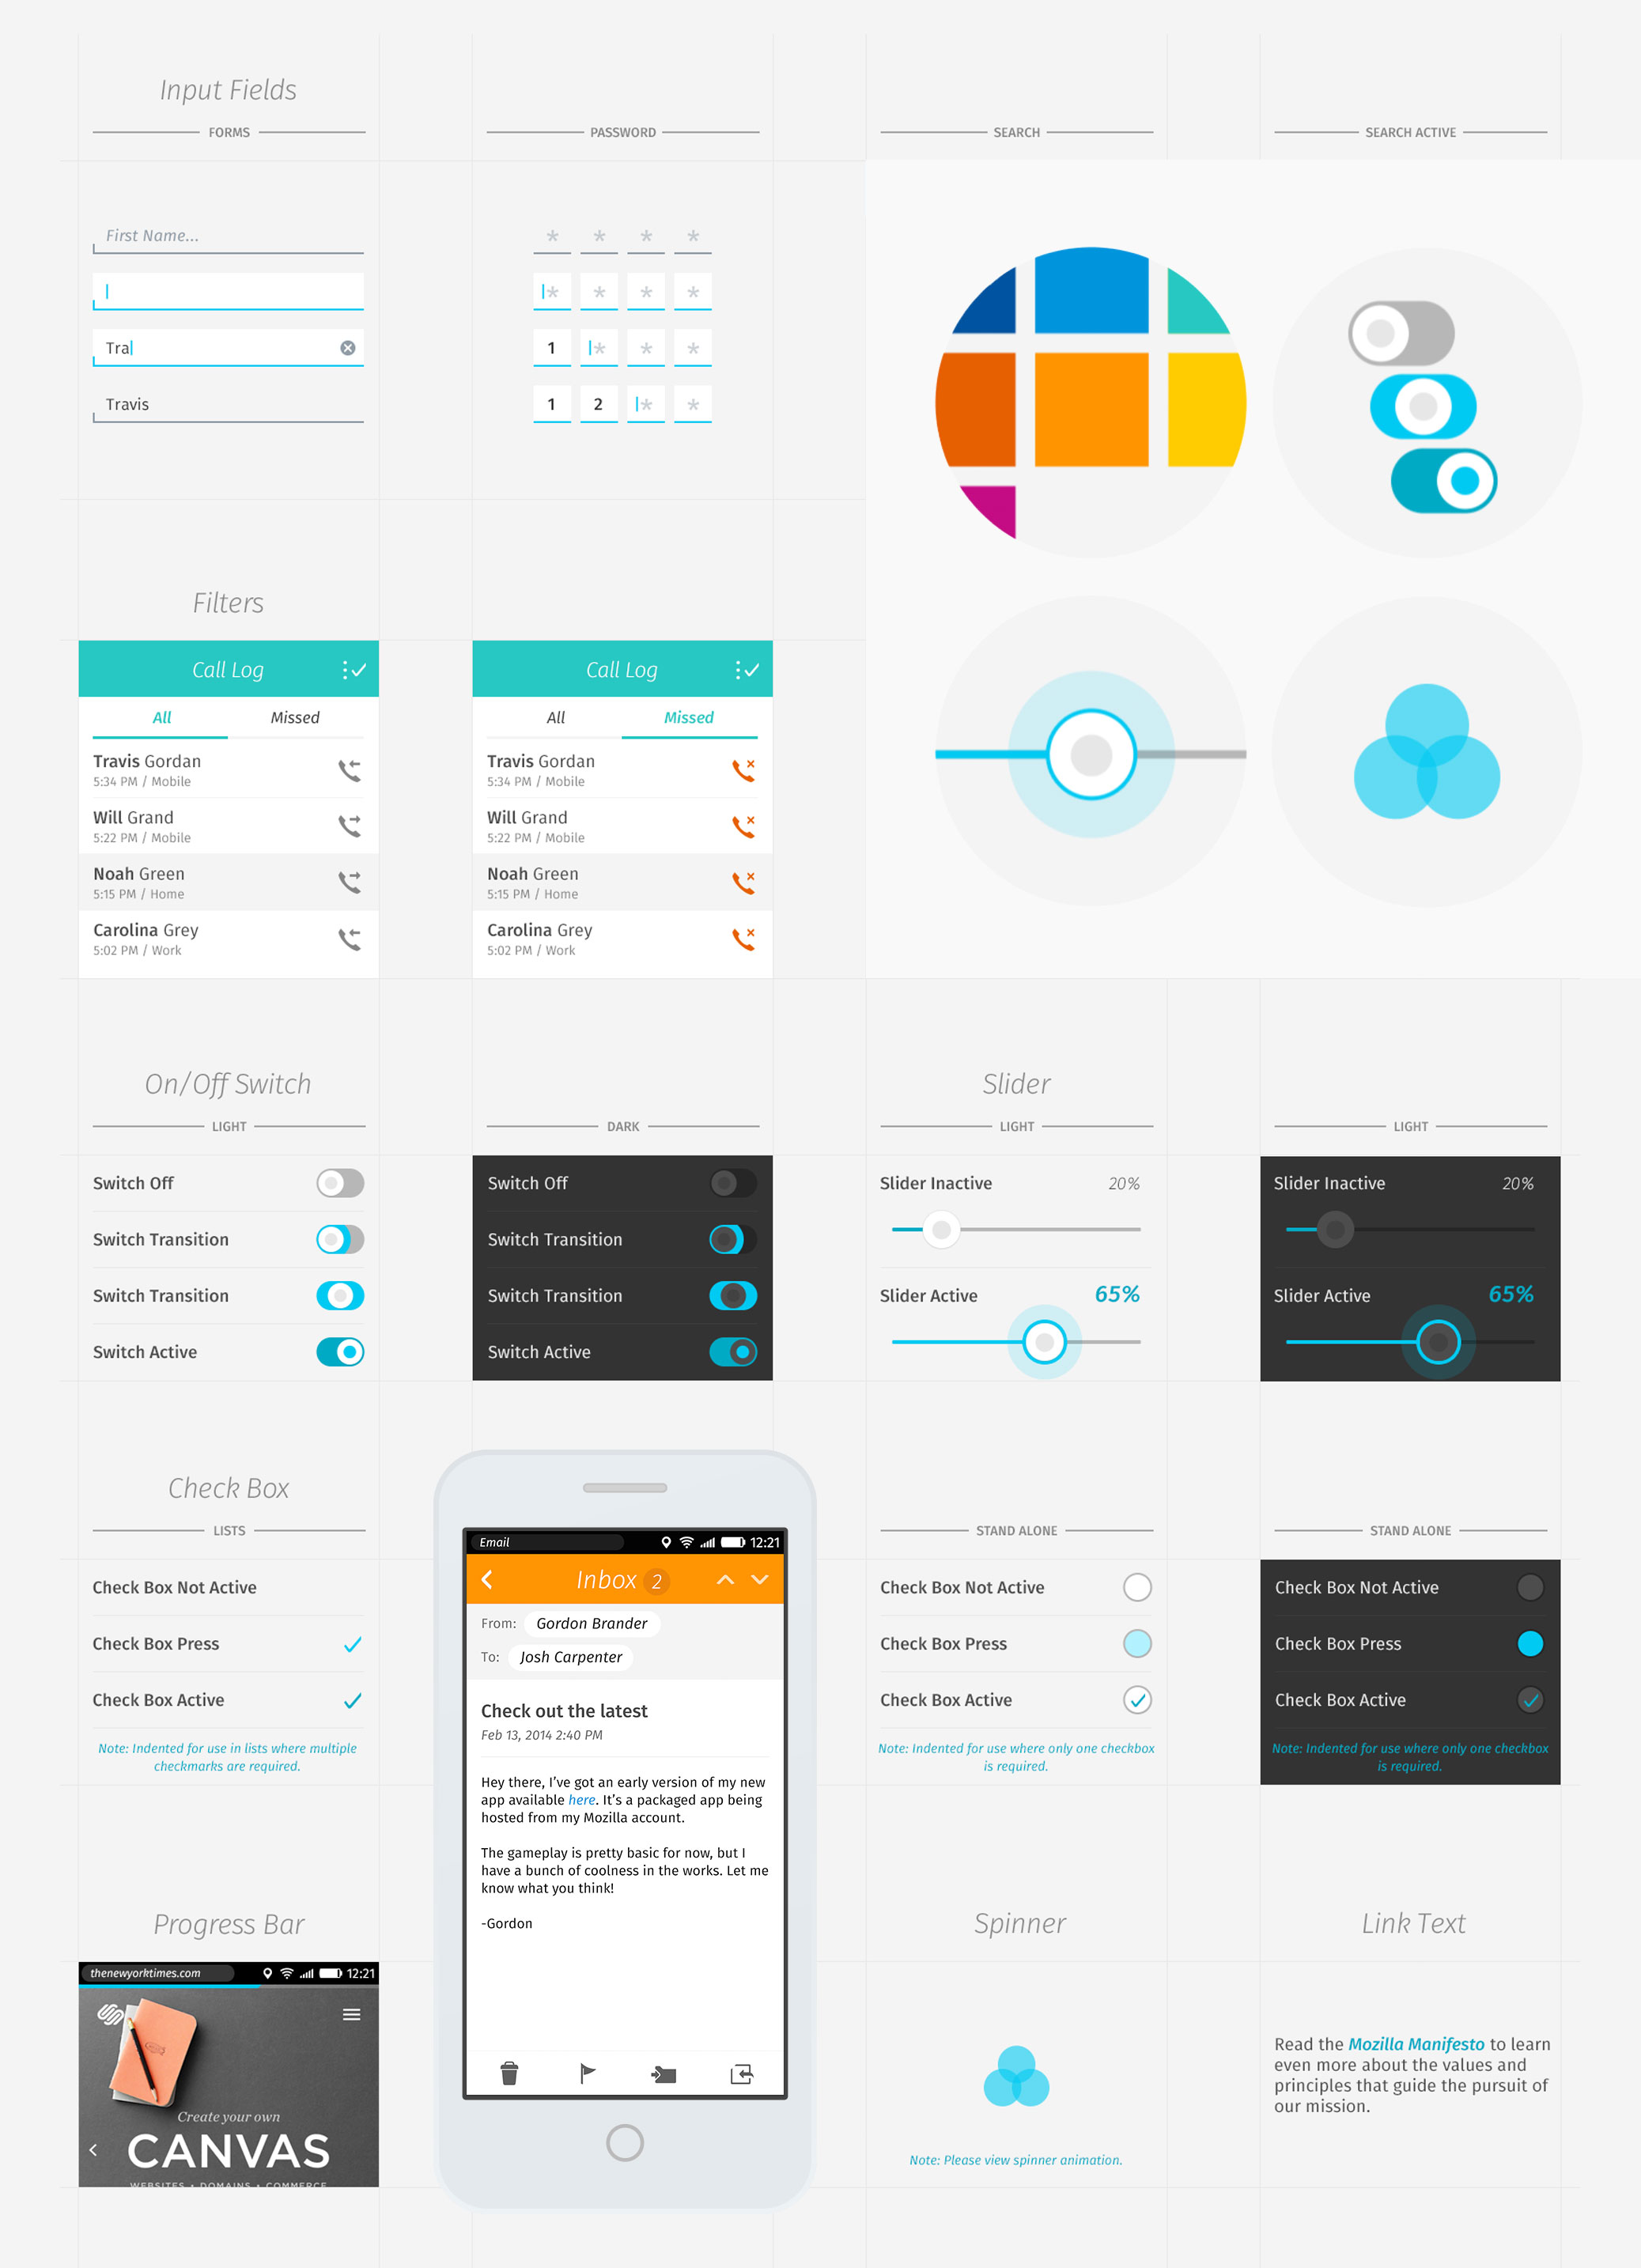 Input Fields
FORMS
PASSWORD
SEARCH
SEARCH ACTIVE
First Name...
* * * *
* * * *
Tra
1 * * *
Travis
1 2 * *
Filters
Call Log
All Missed
Travis Gordan
5:34 PM / Mobile
Will Grand
5:22 PM / Mobile
Noah Green
5:15 PM / Home
Carolina Grey
5:02 PM / Work
Call Log
All Missed
Travis Gordan
5:34 PM / Mobile
Will Grand
5:22 PM / Mobile
Noah Green
5:15 PM / Home
Carolina Grey
5:02 PM / Work
On/Off Switch
LIGHT
Switch Off
Switch Transition
Switch Transition
Switch Active
DARK
Switch Off
Switch Transition
Switch Transition
Switch Active
Slider
LIGHT
Slider Inactive 20%
Slider Active 65%
LIGHT
Slider Inactive 20%
Slider Active 65%
Check Box
LISTS
Check Box Not Active
Check Box Press
Check Box Active
Note: Indented for use in lists where multiple
checkmarks are required.
Email 12:21
Inbox 2
From: Gordon Brander
To: Josh Carpenter
Check out the latest
Feb 13, 2014 2:40 PM
Hey there, I've got an early version of my new
app available here. It's a packaged app being
hosted from my Mozilla account.
The gameplay is pretty basic for now, but I
have a bunch of coolness in the works. Let me
know what you think!
-Gordon
STAND ALONE
Check Box Not Active
Check Box Press
Check Box Active
Note: Indented for use where only one checkbox
is required.
STAND ALONE
Check Box Not Active
Check Box Press
Check Box Active
Note: Indented for use where only one checkbox
is required.
Progress Bar
thenewyorktimes.com 12:21
Create your own
CANVAS
WEBSITES • DOMAINS • COMMERCE
Spinner
Note: Please view spinner animation.
Link Text
Read the Mozilla Manifesto to learn
even more about the values and
principles that guide the pursuit of
our mission.